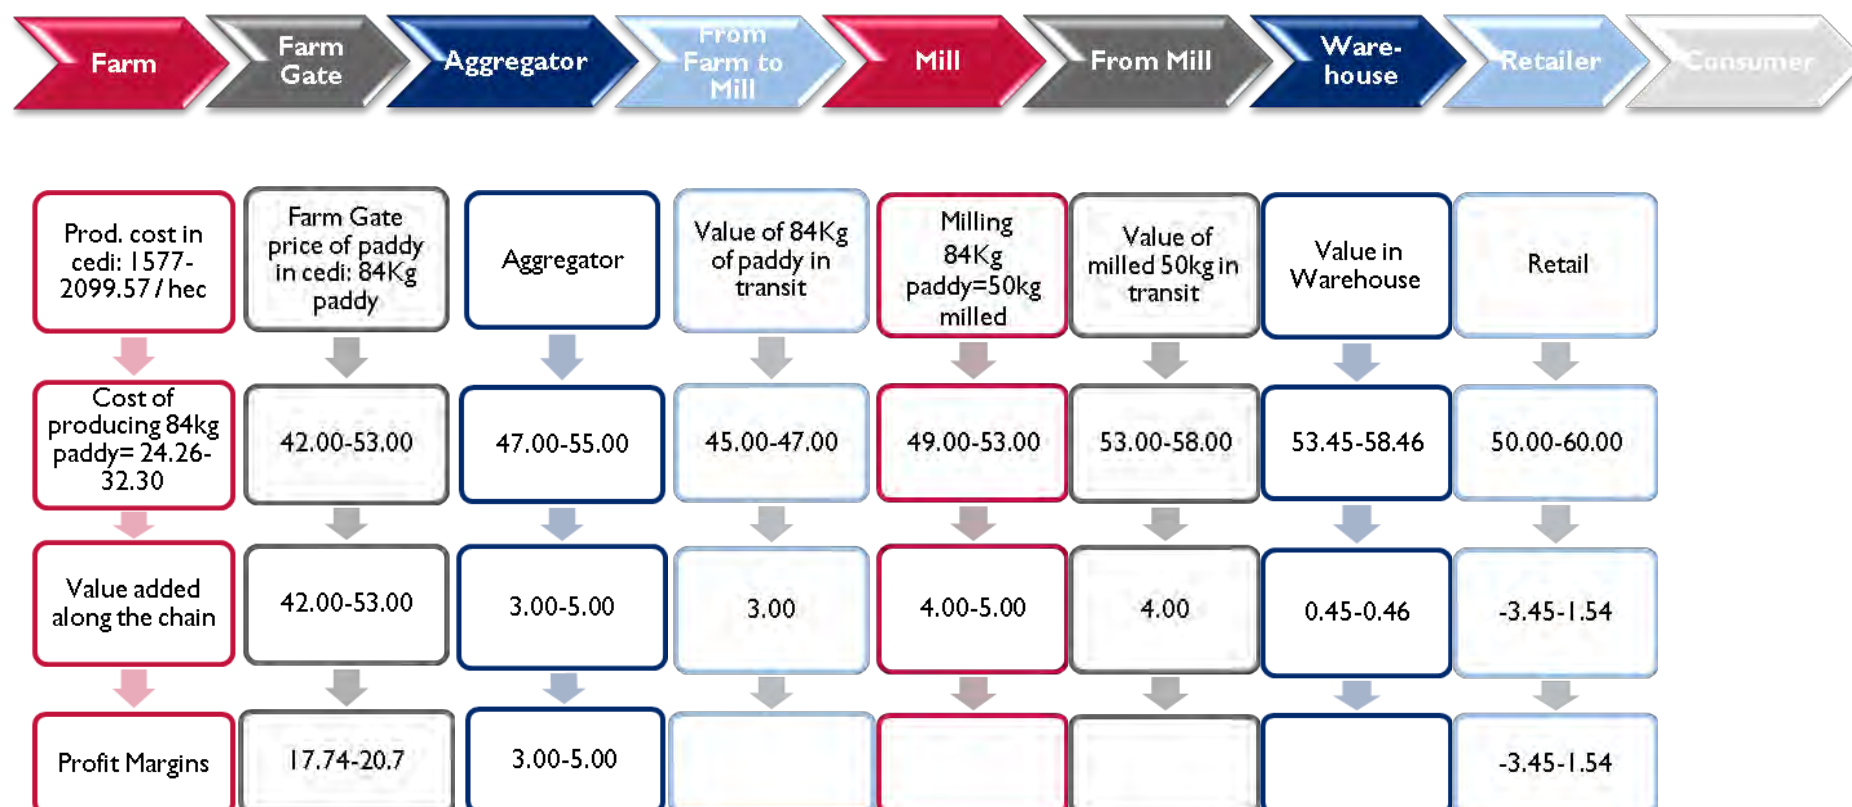 Farm
Farm
Gate
Aggregator
From
Farm to
Mill
Mill
From Mill
Ware-
house
Retailer
Consumer
Prod. cost in
cedi: 1577-
2099.57 / hec
Farm Gate
price of paddy
in cedi: 84Kg
paddy
Aggregator
Value of 84Kg
of paddy in
transit
Milling
84Kg
paddy=50kg
milled
Value of
milled 50kg in
transit
Value in
Warehouse
Retail
Cost of
producing 84kg
paddy= 24.26-
32.30
42.00-53.00
47.00-55.00
45.00-47.00
49.00-53.00
53.00-58.00
53.45-58.46
50.00-60.00
Value added
along the chain
42.00-53.00
3.00-5.00
3.00
4.00-5.00
4.00
0.45-0.46
-3.45-1.54
Profit Margins
17.74-20.7
3.00-5.00
-3.45-1.54